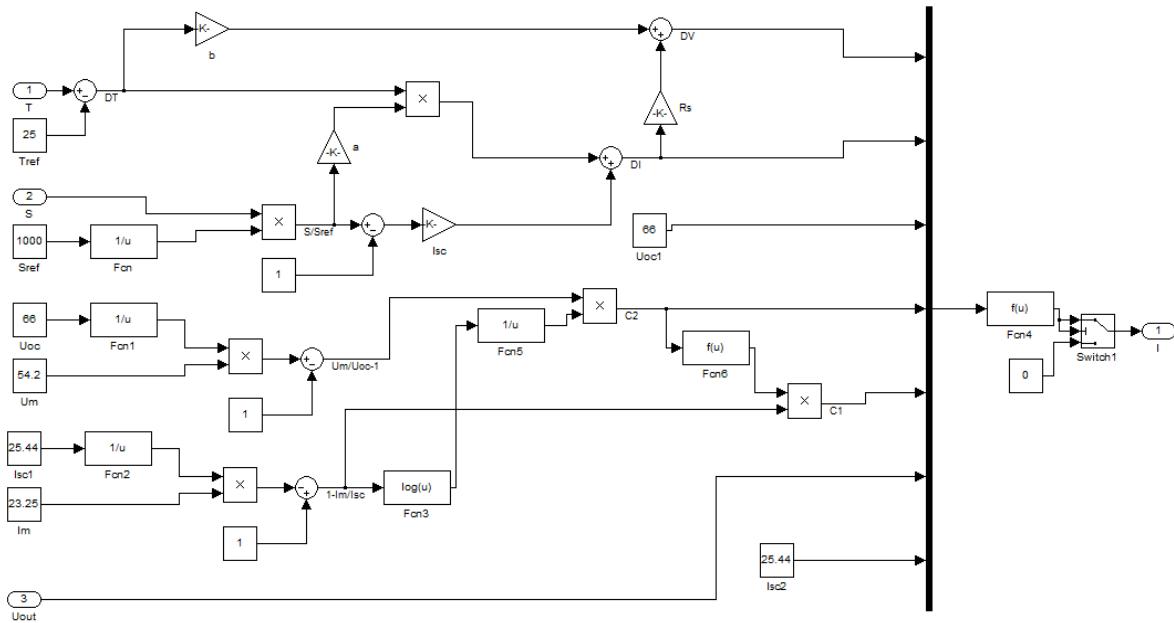 K-
b
DV
1
T
DT
×
K-
Rs
25
Tref
-K-
a
DI
2
S
×
S/Sref
K-
Isc
66
Uoc1
1000
Sref
1/u
Fcn
1
66
Uoc
1/u
Fcn1
×
Um/Uoc-1
1/u
Fcn5
×
C2
f(u)
Fcn4
Switch1
1
I
54.2
Um
f(u)
Fcn6
0
1
×
C1
25.44
Isc1
1/u
Fcn2
×
1-Im/Isc
log(u)
Fcn3
23.25
Im
1
25.44
Isc2
3
Uout